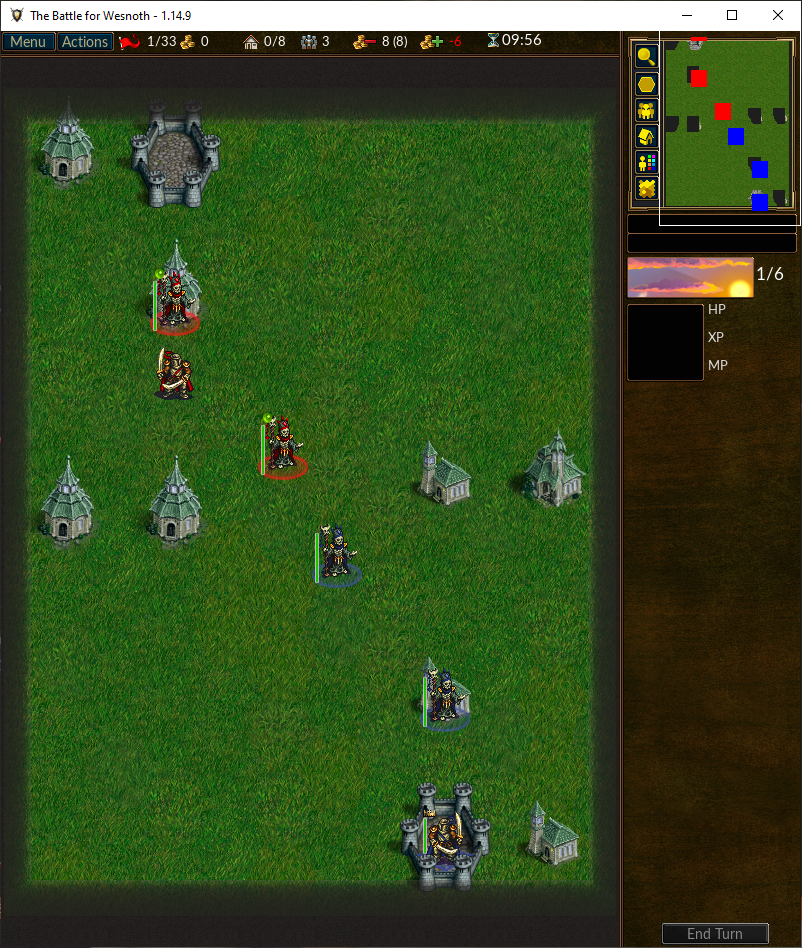 The Battle for Wesnoth - 1.14.9
Menu Actions 1/33 0 0/8 3 8 (8) -6 09:56
1/6
HP
XP
MP
End Turn